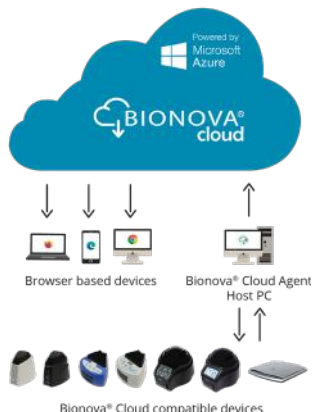 Powered by
Microsoft
Azure
BIONOVA®
cloud
Browser based devices
Bionova® Cloud Agent
Host PC
Bionova® Cloud compatible devices